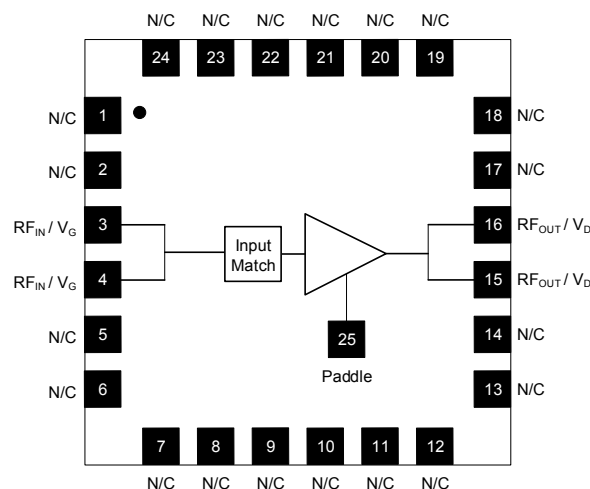 N/C N/C N/C N/C N/C N/C
24 23 22 21 20 19
N/C 1 18 N/C
N/C 2 17 N/C
RFIN / VG 3 16 RFOUT / VD
Input
Match
RFIN / VG 4 15 RFOUT / VD
N/C 5 14 N/C
25
Paddle
N/C 6 13 N/C
7 8 9 10 11 12
N/C N/C N/C N/C N/C N/C